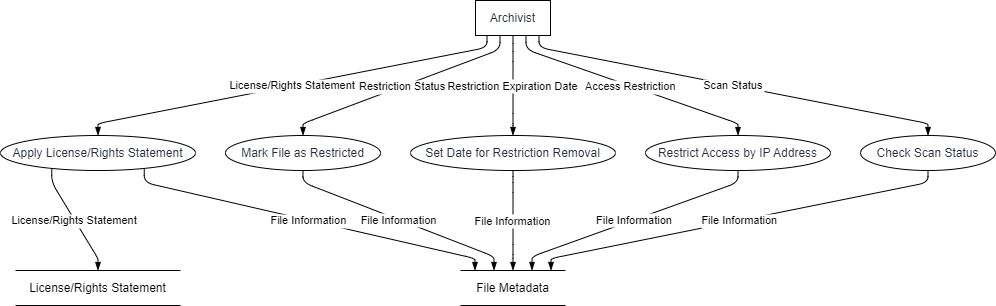 Archivist
License/Rights Statement
Restriction Status
Restriction Expiration Date
Access Restriction
Scan Status
Apply License/Rights Statement
Mark File as Restricted
Set Date for Restriction Removal
Restrict Access by IP Address
Check Scan Status
License/Rights Statement
File Information
File Information
File Information
File Information
File Information
License/Rights Statement
File Metadata